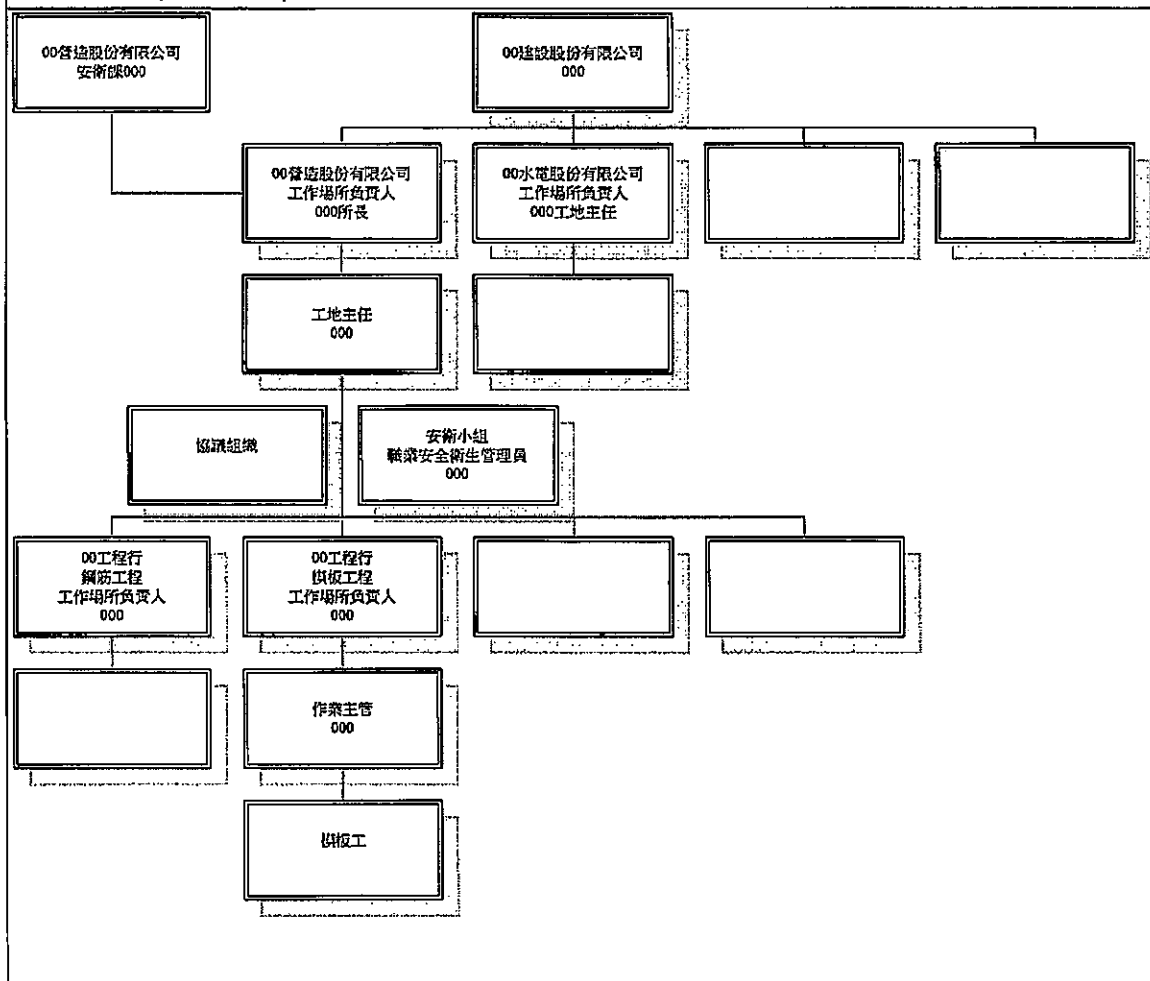 00營造股份有限公司
安衛課000
00建設股份有限公司
000
00營造股份有限公司
工作場所負責人
000所長
00水電股份有限公司
工作場所負責人
000工地主任
工地主任
000
協議組織
安衛小組
職業安全衛生管理員
000
00工程行
鋼筋工程
工作場所負責人
000
00工程行
模板工程
工作場所負責人
000
作業主管
000
模板工